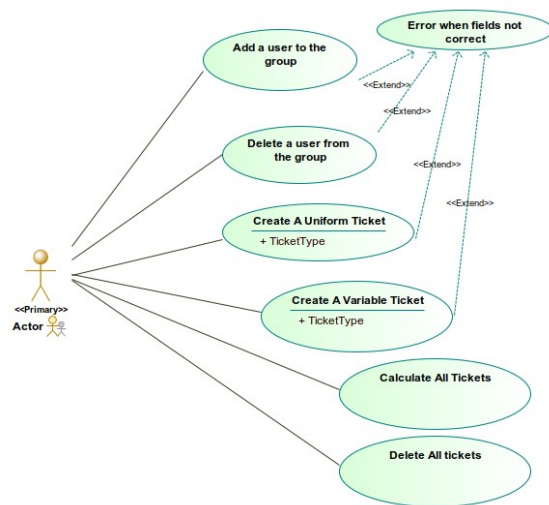 Error when fields not
correct
Add a user to the
group
<<Extend>>
<<Extend>>
Delete a user from
the group
<<Extend>>
<<Extend>>
Create A Uniform Ticket
+ TicketType
Create A Variable Ticket
+ TicketType
<<Primary>>
Actor
Calculate All Tickets
Delete All tickets